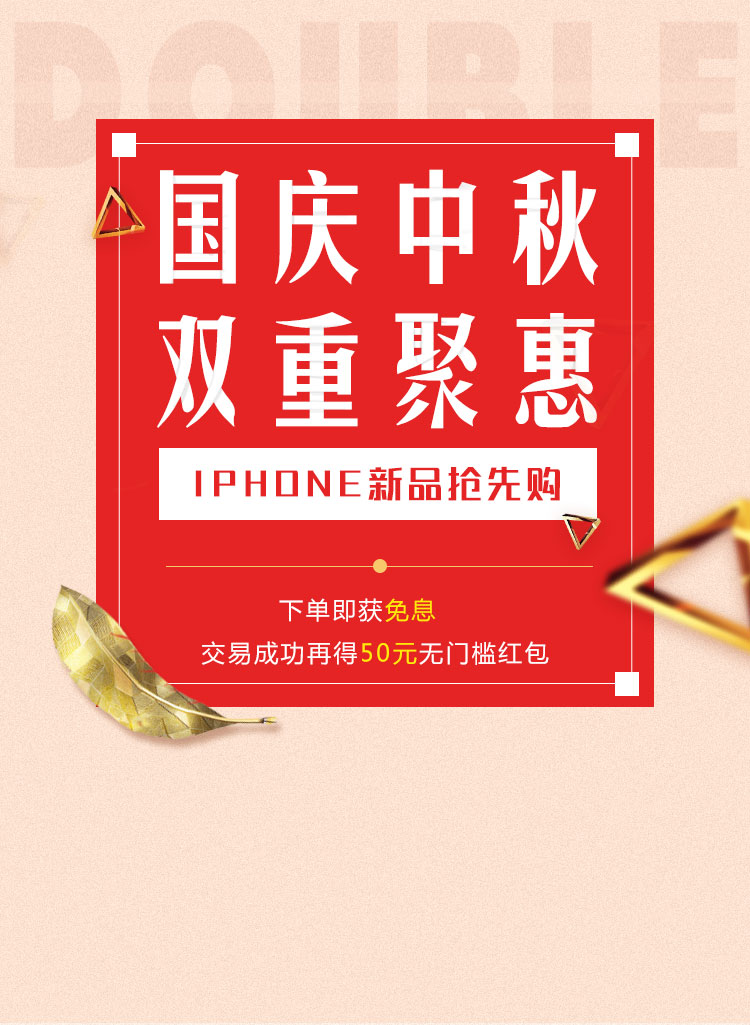 DOUBLE
国庆中秋
双重聚惠
IPHONE新品抢先购
下单即获免息
交易成功再得50元无门槛红包